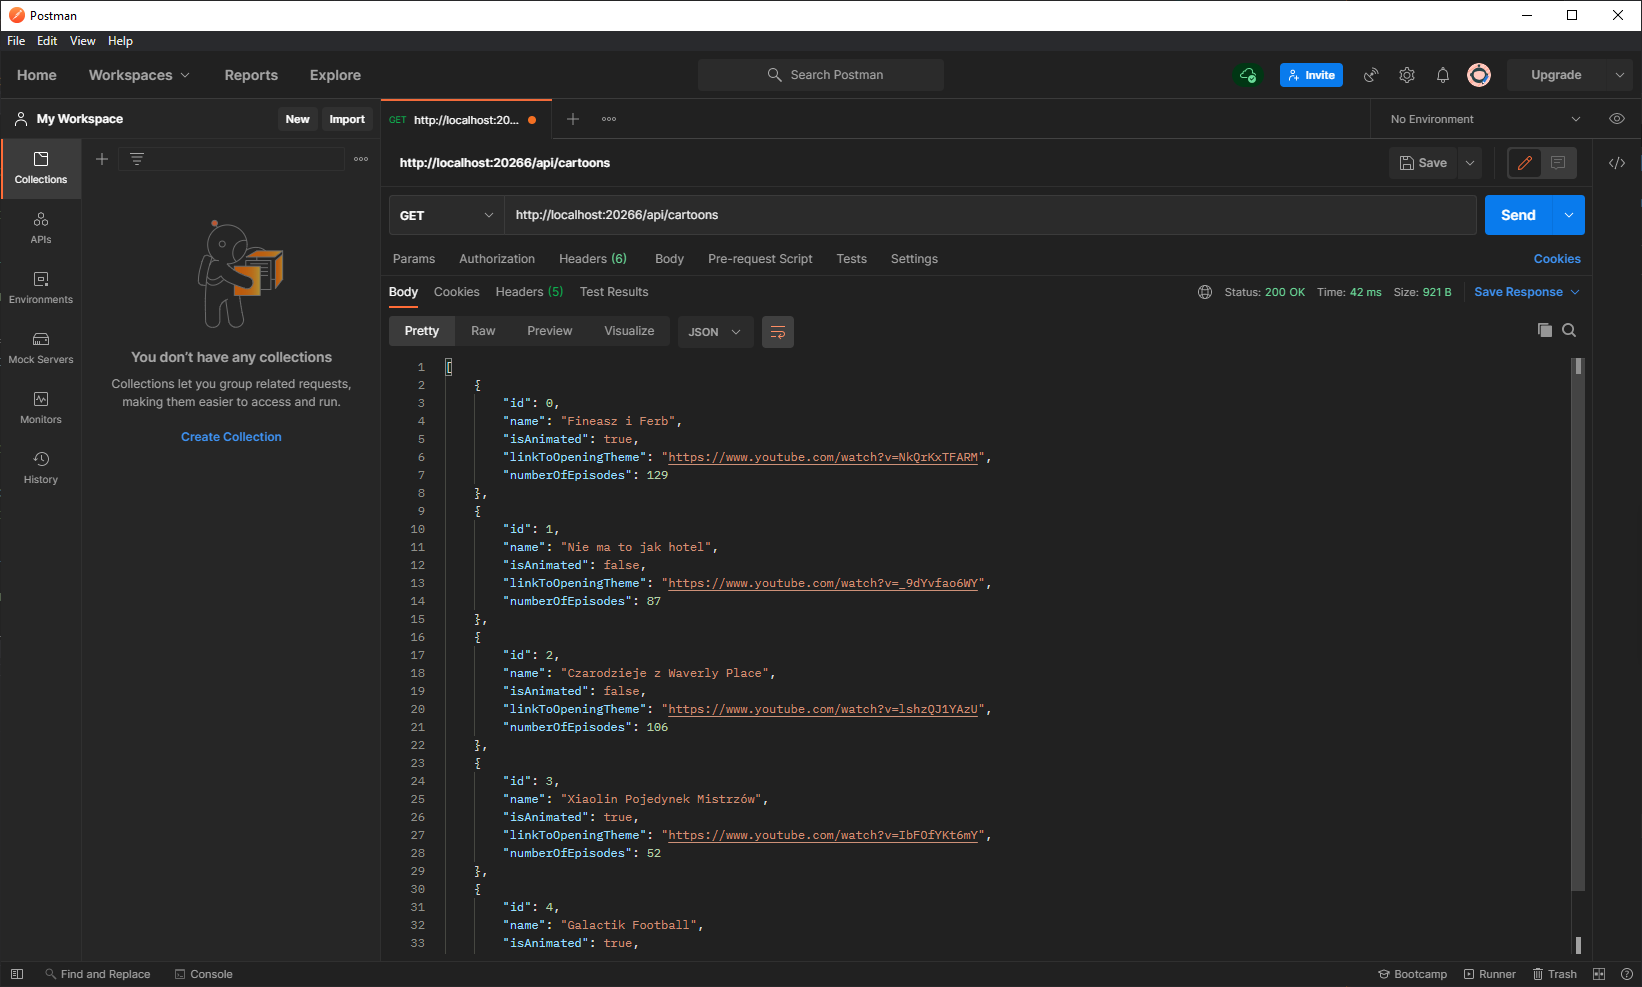 Postman
File Edit View Help
Home Workspaces Reports Explore Search Postman Invite Upgrade
My Workspace New Import GET http://localhost:20... No Environment
http://localhost:20266/api/cartoons Save
Collections
APIs
Environments
Mock Servers
Monitors
History
You don't have any collections
Collections let you group related requests,
making them easier to access and run.
Create Collection
GET http://localhost:20266/api/cartoons Send
Params Authorization Headers (6) Body Pre-request Script Tests Settings Cookies
Body Cookies Headers (5) Test Results Status: 200 OK Time: 42 ms Size: 921 B Save Response
Pretty Raw Preview Visualize JSON
1 [
2 {
3 "id": 0,
4 "name": "Fineasz i Ferb",
5 "isAnimated": true,
6 "linkToOpeningTheme": "https://www.youtube.com/watch?v=NkQrKxTFARM",
7 "numberOfEpisodes": 129
8 },
9 {
10 "id": 1,
11 "name": "Nie ma to jak hotel",
12 "isAnimated": false,
13 "linkToOpeningTheme": "https://www.youtube.com/watch?v=_9dYvfao6WY",
14 "numberOfEpisodes": 87
15 },
16 {
17 "id": 2,
18 "name": "Czarodzieje z Waverly Place",
19 "isAnimated": false,
20 "linkToOpeningTheme": "https://www.youtube.com/watch?v=lshzQJ1YAzU",
21 "numberOfEpisodes": 106
22 },
23 {
24 "id": 3,
25 "name": "Xiaolin Pojedynek Mistrzów",
26 "isAnimated": true,
27 "linkToOpeningTheme": "https://www.youtube.com/watch?v=IbFOfYKt6mY",
28 "numberOfEpisodes": 52
29 },
30 {
31 "id": 4,
32 "name": "Galactik Football",
33 "isAnimated": true,
Find and Replace Console Bootcamp Runner Trash